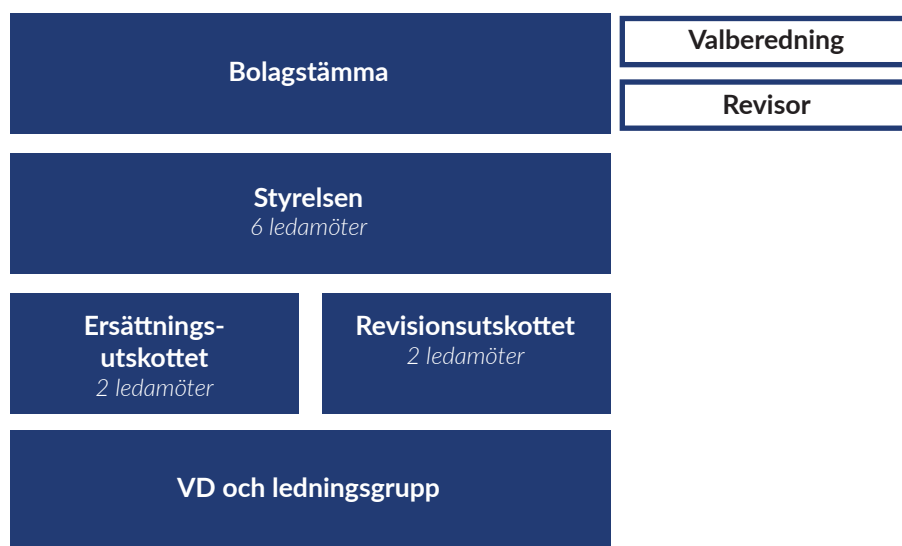 Bolagstämma
Valberedning
Revisor
Styrelsen
6 ledamöter
Ersättnings-
utskottet
2 ledamöter
Revisionsutskottet
2 ledamöter
VD och ledningsgrupp